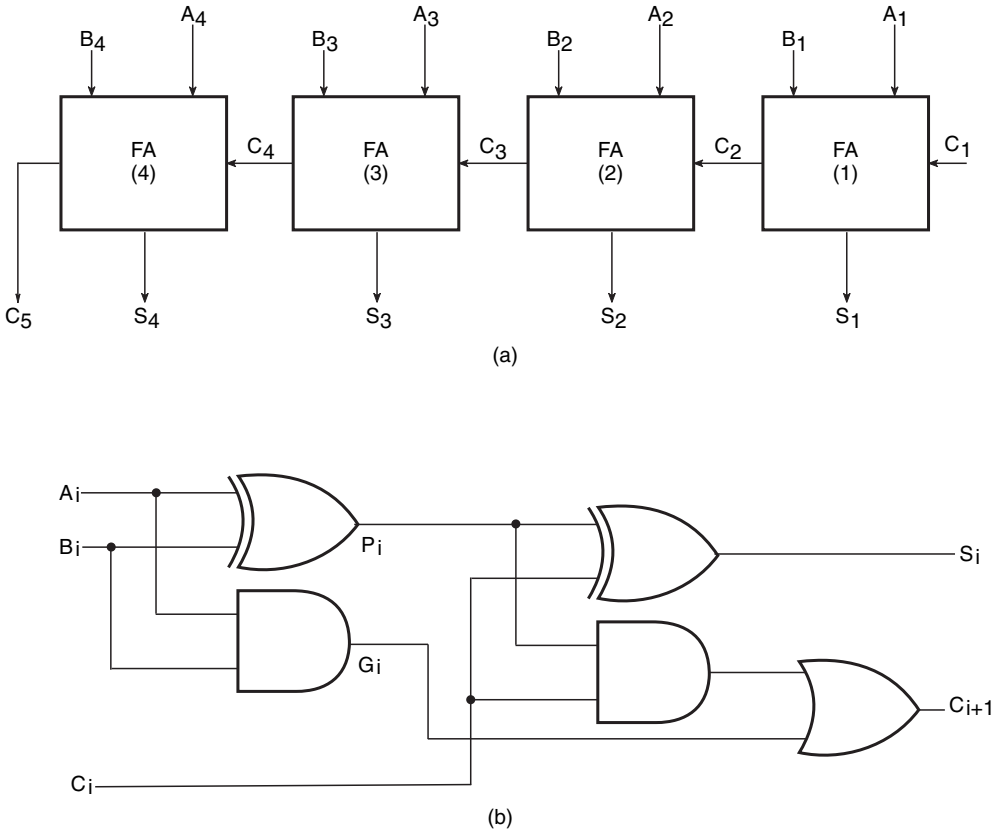 A4 A3 A2 A1
B4 B3 B2 B1
FA (4) C4 FA (3) C3 FA (2) C2 FA (1) C1
C5 S4 S3 S2 S1
(a)
Ai
Bi Pi Si
Gi
Ci+1
Ci
(b)